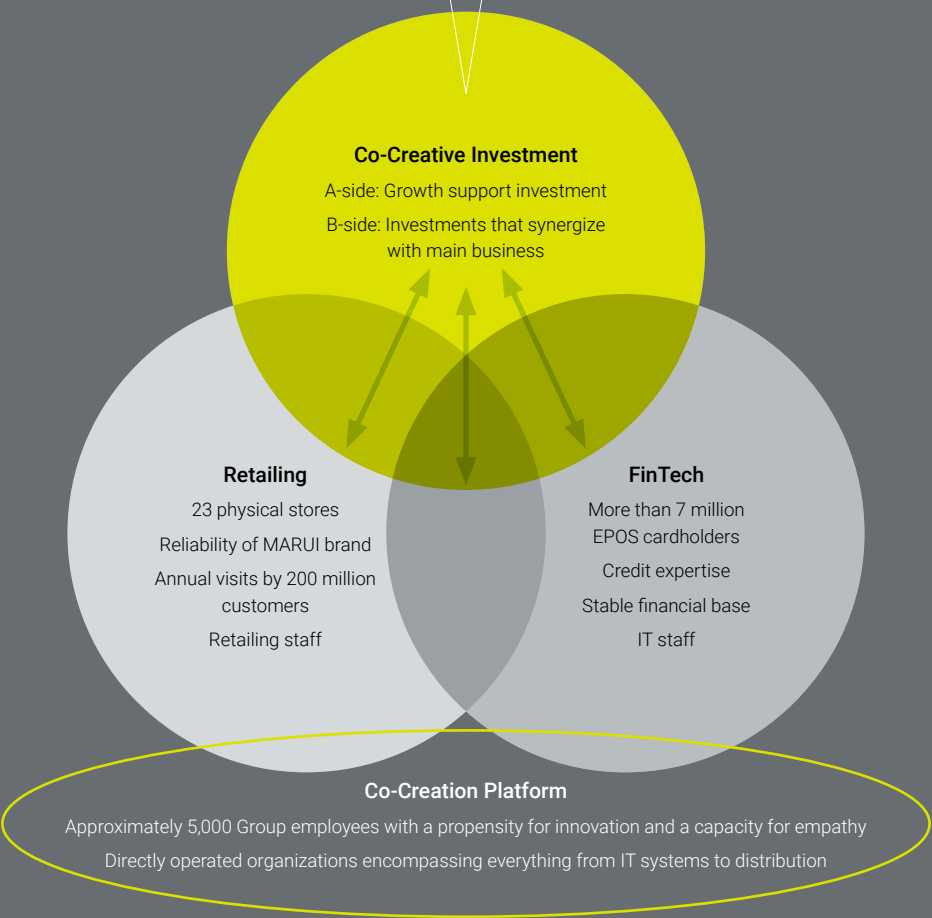 Co-Creative Investment
A-side: Growth support investment
B-side: Investments that synergize
with main business
Retailing
23 physical stores
Reliability of MARUI brand
Annual visits by 200 million
customers
Retailing staff
FinTech
More than 7 million
EPOS cardholders
Credit expertise
Stable financial base
IT staff
Co-Creation Platform
Approximately 5,000 Group employees with a propensity for innovation and a capacity for empathy
Directly operated organizations encompassing everything from IT systems to distribution